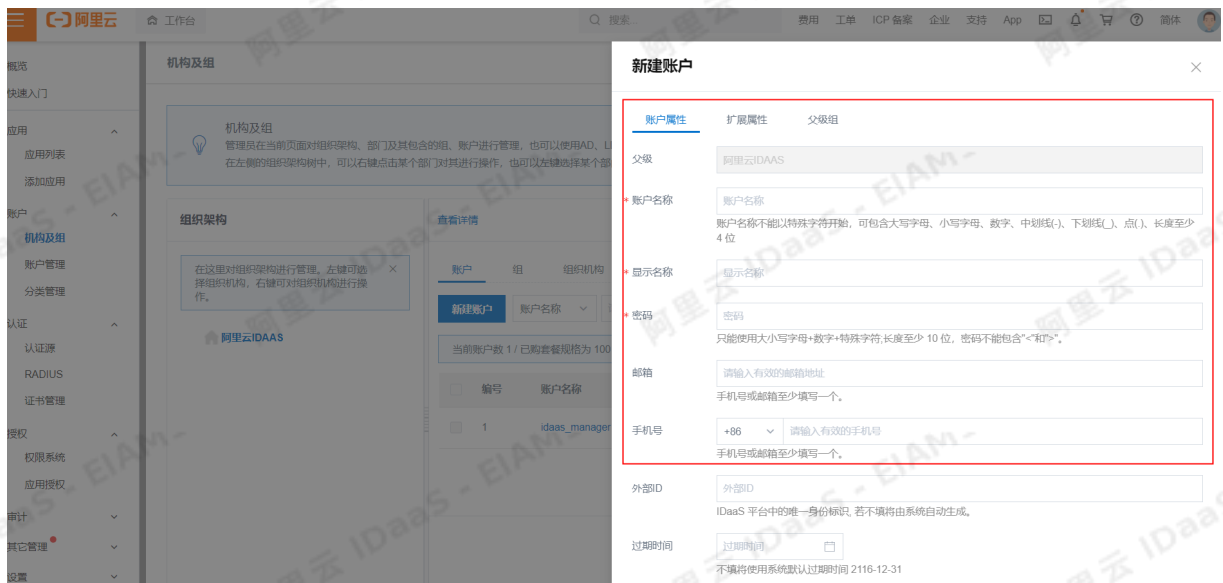 阿里云
工作台
搜索...
费用 工单 ICP 备案 企业 支持 App 简体
概览
快速入门
应用
应用列表
添加应用
账户
机构及组
账户管理
分类管理
认证
认证源
RADIUS
证书管理
授权
权限系统
应用授权
审计
其它管理
设置
机构及组
机构及组
管理员在当前页面对组织架构、部门及其包含的组、账户进行管理，也可以使用AD、L
在左侧的组织架构树中，可以右键点击某个部门对其进行操作，也可以左键选择某个部
组织架构
在这里对组织架构进行管理。左键可选
择组织机构，右键可对组织机构进行操
作。
阿里云IDAAS
查看详情
账户 组 组织机构
新建账户 账户名称
当前账户数 1 / 已购套餐规格为 100
编号 账户名称
1 idaas_manager
新建账户
账户属性 扩展属性 父级组
父级 阿里云IDAAS
* 账户名称 账户名称
账户名称不能以特殊字符开始，可包含大写字母、小写字母、数字、中划线(-)、下划线(_)、点(.)、长度至少
4 位
* 显示名称 显示名称
* 密码 密码
只能使用大小写字母+数字+特殊字符,长度至少 10 位，密码不能包含"<"和">"。
邮箱 请输入有效的邮箱地址
手机号或邮箱至少填写一个。
手机号 +86 请输入有效的手机号
手机号或邮箱至少填写一个。
外部ID 外部ID
IDaaS 平台中的唯一身份标识, 若不填将由系统自动生成。
过期时间 过期时间
不填将使用系统默认过期时间 2116-12-31
阿里云 IDaaS - EIAM -